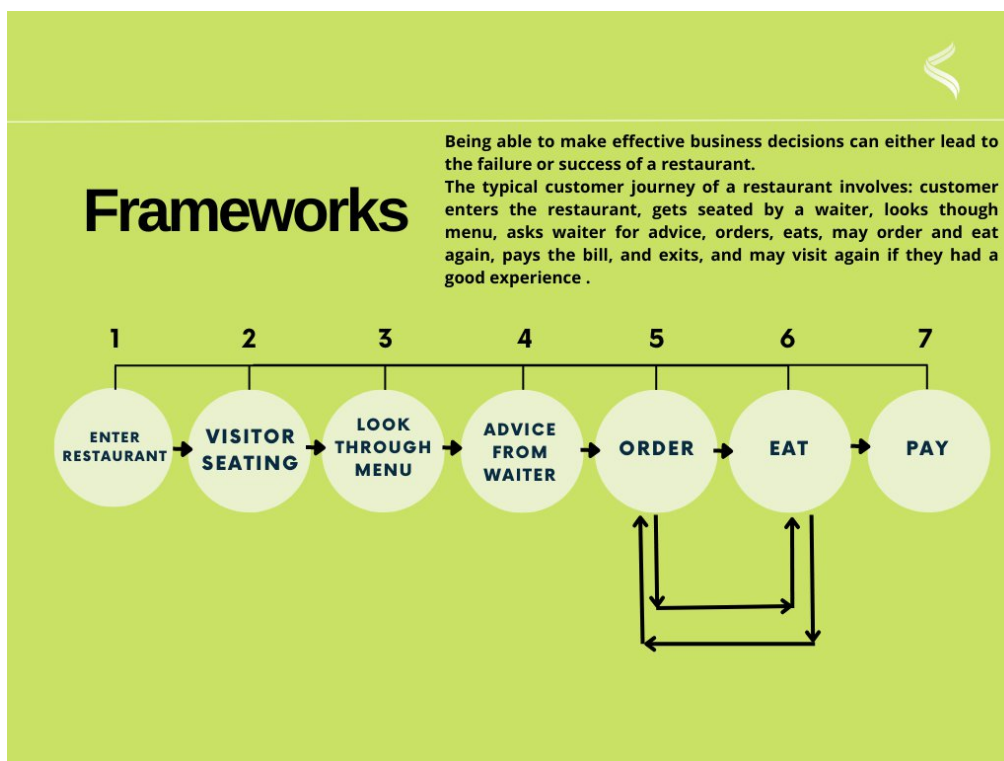 Frameworks
Being able to make effective business decisions can either lead to
the failure or success of a restaurant.
The typical customer journey of a restaurant involves: customer
enters the restaurant, gets seated by a waiter, looks though
menu, asks waiter for advice, orders, eats, may order and eat
again, pays the bill, and exits, and may visit again if they had a
good experience .
1
2
3
4
5
6
7
ENTER
RESTAURANT
VISITOR
SEATING
LOOK
THROUGH
MENU
ADVICE
FROM
WAITER
ORDER
EAT
PAY